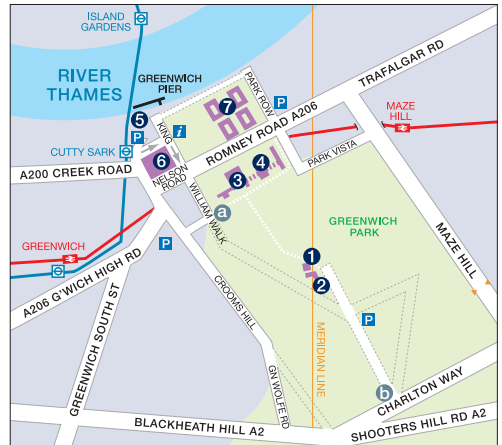 ISLAND
GARDENS
RIVER
THAMES
GREENWICH
PIER
TRAFALGAR RD
PARK ROW
P
7
5
P
KING
i
ROMNEY ROAD A206
MAZE
HILL
CUTTY SARK
6
A200 CREEK ROAD
NELSON
ROAD
3
4
PARK VISTA
WILLIAM WALK
a
GREENWICH
PARK
GREENWICH
P
1
2
MAZE HILL
A206 G'WICH HIGH RD
CROOMS HILL
MERIDIAN LINE
P
GREENWICH SOUTH ST
GN WOLFE RD
b
CHARLTON WAY
BLACKHEATH HILL A2
SHOOTERS HILL RD A2